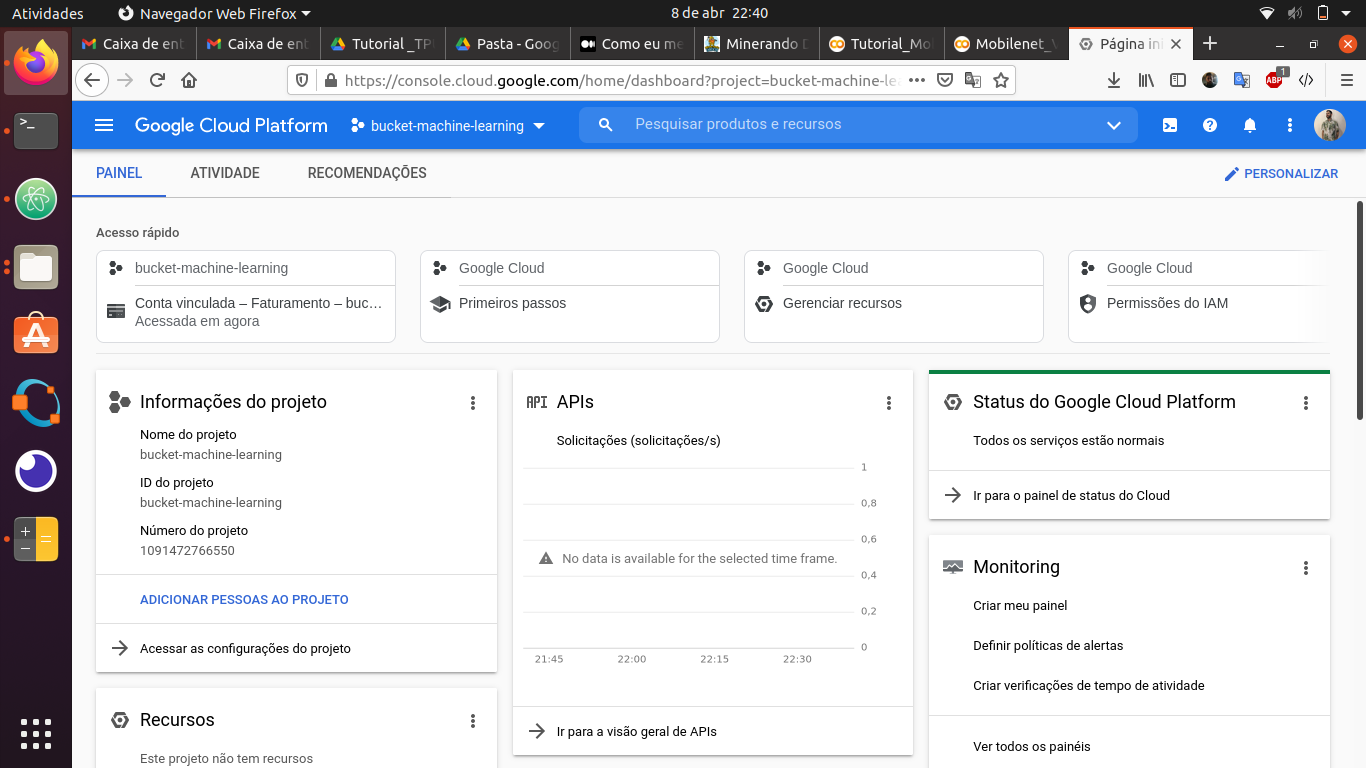 Atividades
Navegador Web Firefox
8 de abr 22:40
Caixa de ent
Caixa de ent
Tutorial _TP
Pasta - Goog
Como eu me
Minerando D
Tutorial_Mo
Mobilenet_V
Página ini
https://console.cloud.google.com/home/dashboard?project=bucket-machine-le
ABP
1
Google Cloud Platform
bucket-machine-learning
Pesquisar produtos e recursos
PAINEL
ATIVIDADE
RECOMENDAÇÕES
PERSONALIZAR
Acesso rápido
bucket-machine-learning
Conta vinculada – Faturamento – buc…
Acessada em agora
Google Cloud
Primeiros passos
Google Cloud
Gerenciar recursos
Google Cloud
Permissões do IAM
Informações do projeto
Nome do projeto
bucket-machine-learning
ID do projeto
bucket-machine-learning
Número do projeto
1091472766550
ADICIONAR PESSOAS AO PROJETO
Acessar as configurações do projeto
Recursos
Este projeto não tem recursos
API APIs
Solicitações (solicitações/s)
1
0,8
0,6
No data is available for the selected time frame.
0,4
0,2
0
21:45 22:00 22:15 22:30
Ir para a visão geral de APIs
Status do Google Cloud Platform
Todos os serviços estão normais
Ir para o painel de status do Cloud
Monitoring
Criar meu painel
Definir políticas de alertas
Criar verificações de tempo de atividade
Ver todos os painéis